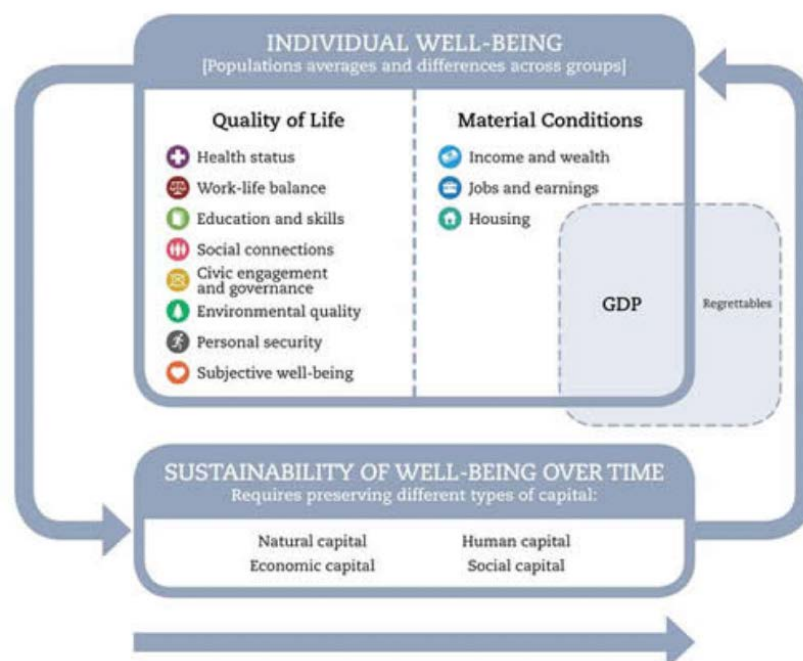 INDIVIDUAL WELL-BEING
[Populations averages and differences across groups]
Quality of Life
Health status
Work-life balance
Education and skills
Social connections
Civic engagement
and governance
Environmental quality
Personal security
Subjective well-being
Material Conditions
Income and wealth
Jobs and earnings
Housing
GDP
Regrettables
SUSTAINABILITY OF WELL-BEING OVER TIME
Requires preserving different types of capital:
Natural capital
Human capital
Economic capital
Social capital